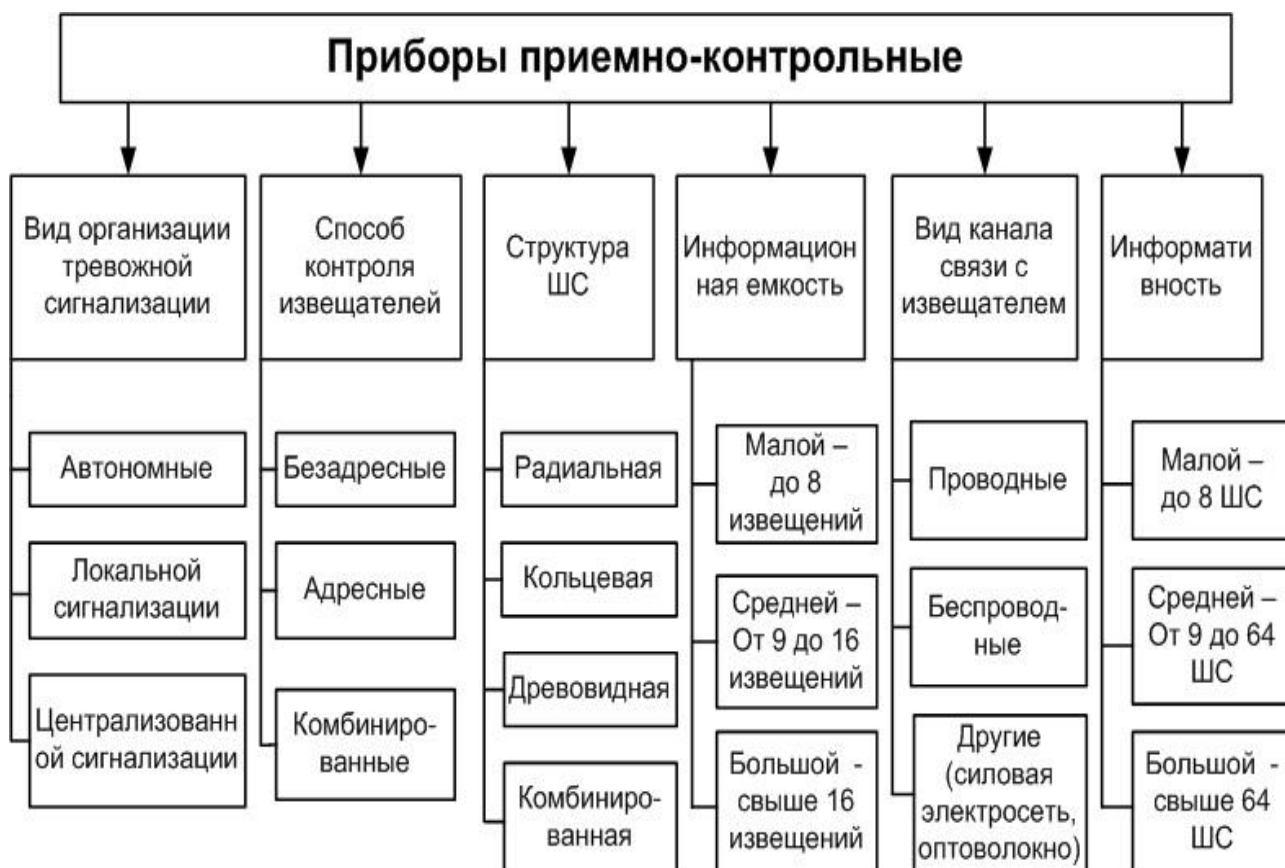 Приборы приемно-контрольные
Вид организации
тревожной
сигнализации
Автономные
Локальной
сигнализации
Централизованн
ой сигнализации
Способ
контроля
извещателей
Безадресные
Адресные
Комбиниро-
ванные
Структура
ШС
Радиальная
Кольцевая
Древовидная
Комбиниро-
ванная
Информацион
ная емкость
Малой –
до 8
извещений
Средней –
От 9 до 16
извещений
Большой -
свыше 16
извещений
Вид канала
связи с
извещателем
Проводные
Беспровод-
ные
Другие
(силовая
электросеть,
оптоволокно)
Информати
вность
Малой –
до 8 ШС
Средней –
От 9 до 64
ШС
Большой -
свыше 64
ШС